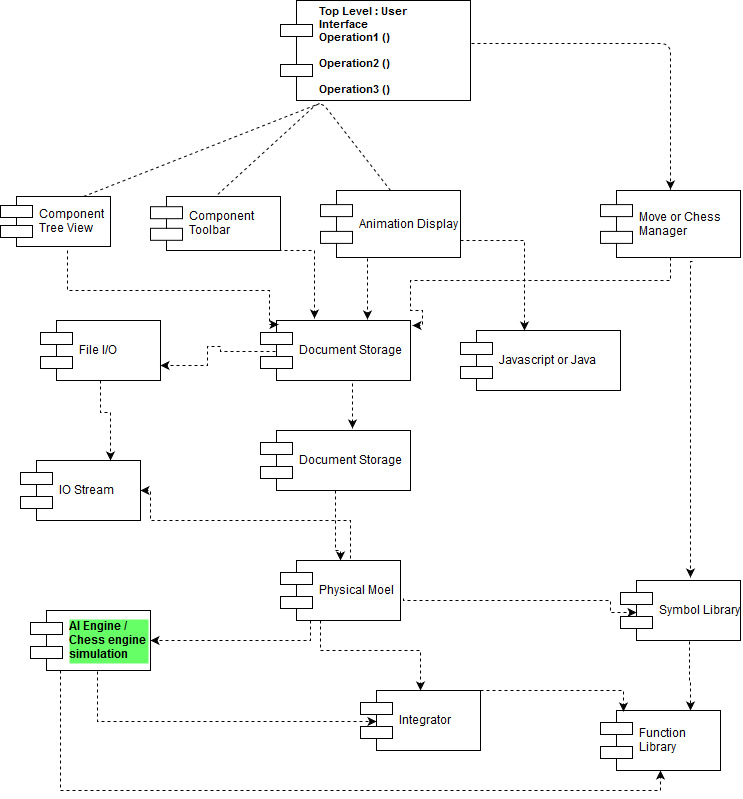 Top Level : User
Interface
Operation1 ()
Operation2 ()
Operation3 ()
Component
Tree View
Component
Toolbar
Animation Display
Move or Chess
Manager
File I/O
Document Storage
Javascript or Java
IO Stream
Document Storage
Physical Moel
Symbol Library
AI Engine /
Chess engine
simulation
Integrator
Function
Library